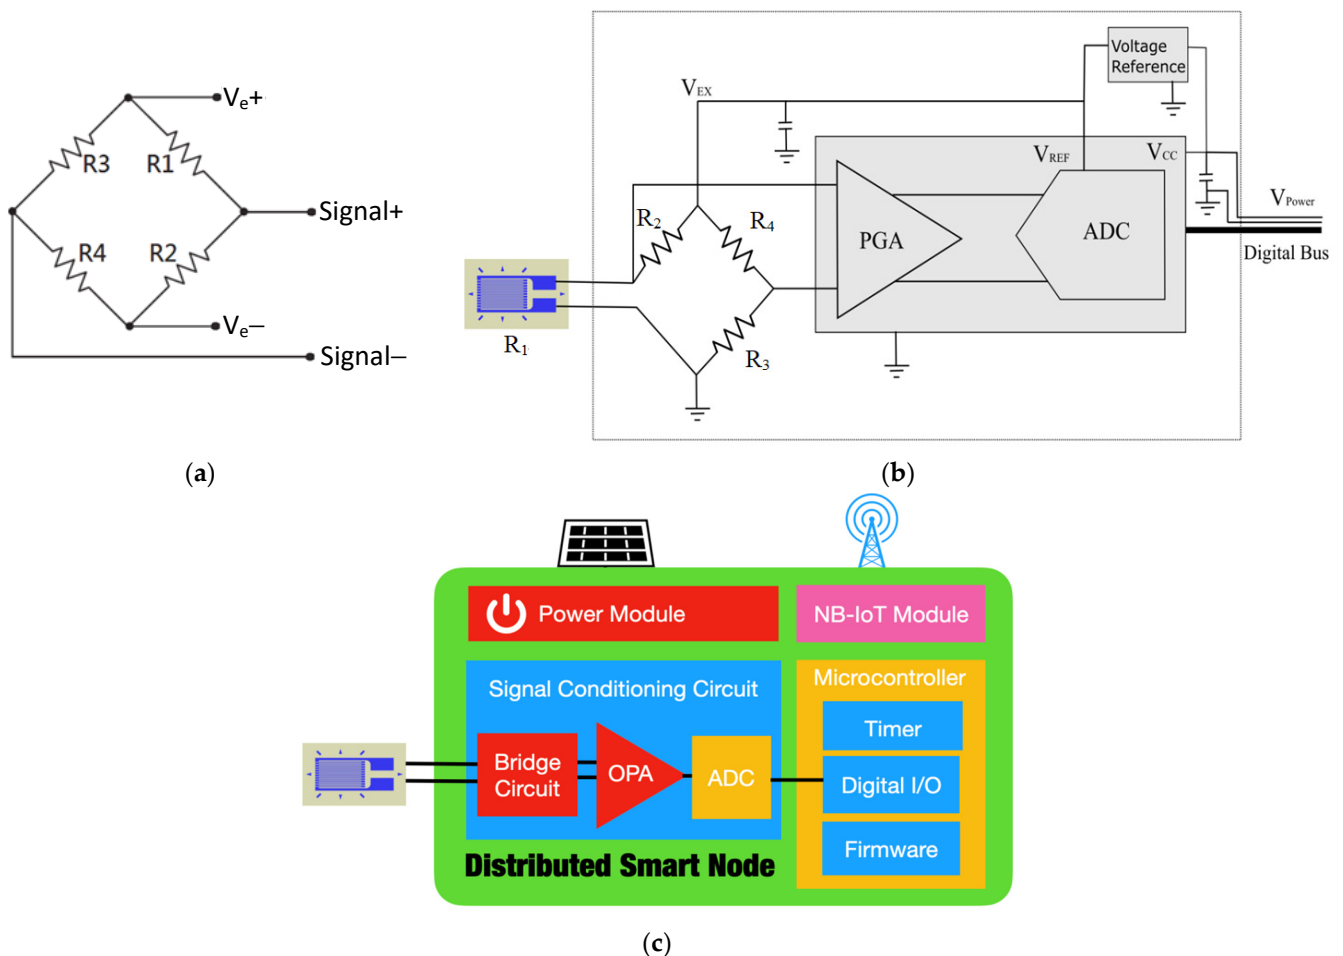 Ve+
R3
R1
Signal+
R4
R2
Ve−
Signal−
(a)
Voltage
Reference
VEX
VREF
VCC
R2
R4
PGA
ADC
VPower
Digital Bus
R1
R3
(b)
Power Module
NB-IoT Module
Signal Conditioning Circuit
Microcontroller
Timer
Bridge
Circuit
OPA
ADC
Digital I/O
Firmware
Distributed Smart Node
(c)